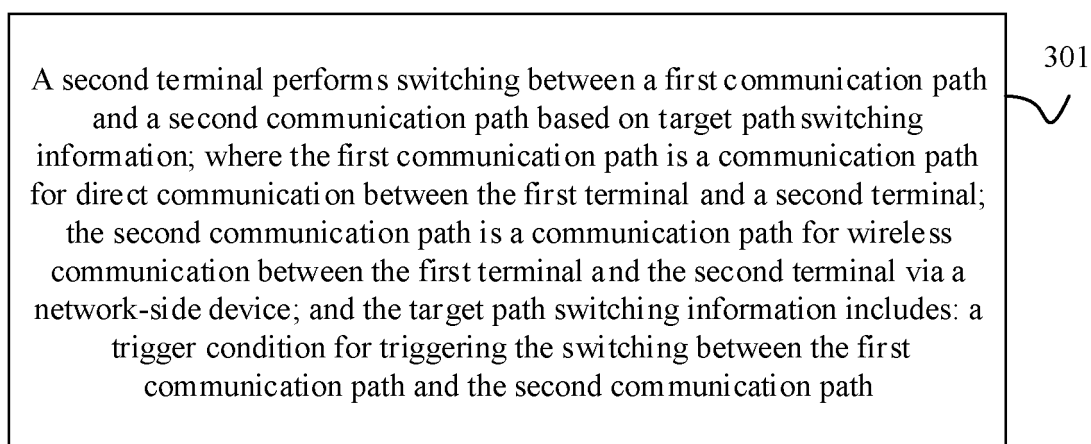 301
A second terminal performs switching between a first communication path
and a second communication path based on target path switching
information; where the first communication path is a communication path
for direct communication between the first terminal and a second terminal;
the second communication path is a communication path for wireless
communication between the first terminal and the second terminal via a
network-side device; and the target path switching information includes: a
trigger condition for triggering the switching between the first
communication path and the second communication path